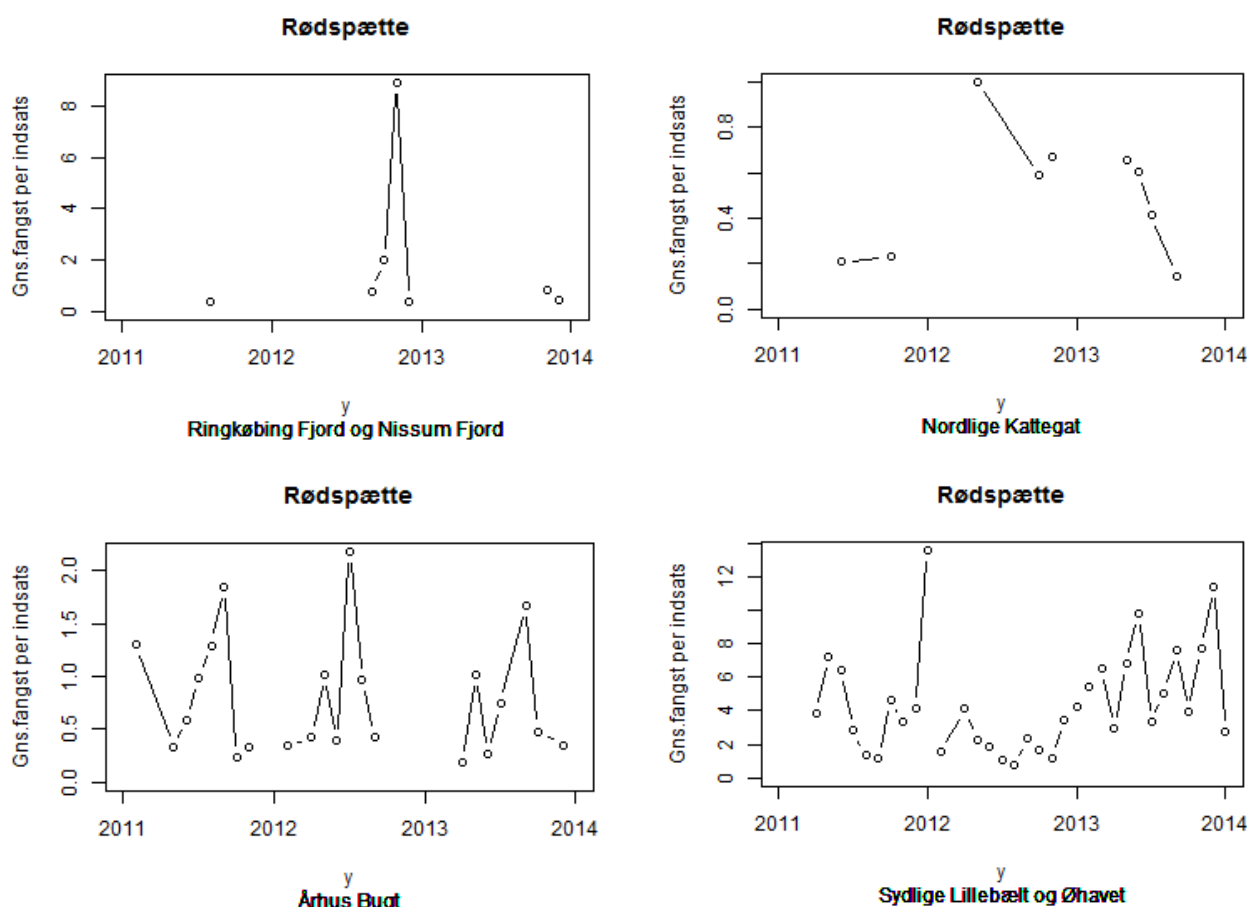 Rødspætte
Gns.fangst per indsats
0 2 4 6 8
2011 2012 2013 2014
y
Ringkøbing Fjord og Nissum Fjord
Rødspætte
Gns.fangst per indsats
0.0 0.4 0.8
2011 2012 2013 2014
y
Nordlige Kattegat
Rødspætte
Gns.fangst per indsats
0.0 0.5 1.0 1.5 2.0
2011 2012 2013 2014
y
Århus Bugt
Rødspætte
Gns.fangst per indsats
0 2 4 6 8 12
2011 2012 2013 2014
y
Sydlige Lillebælt og Øhavet